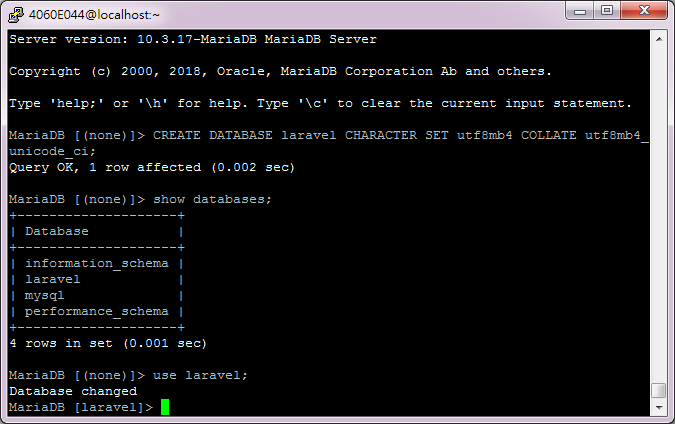 4060E044@localhost:~
Server version: 10.3.17-MariaDB MariaDB Server
Copyright (c) 2000, 2018, Oracle, MariaDB Corporation Ab and others.
Type 'help;' or '\h' for help. Type '\c' to clear the current input statement.
MariaDB [(none)]> CREATE DATABASE laravel CHARACTER SET utf8mb4 COLLATE utf8mb4_
unicode_ci;
Query OK, 1 row affected (0.002 sec)
MariaDB [(none)]> show databases;
+--------------------+
| Database           |
+--------------------+
| information_schema |
| laravel            |
| mysql              |
| performance_schema |
+--------------------+
4 rows in set (0.001 sec)
MariaDB [(none)]> use laravel;
Database changed
MariaDB [laravel]>